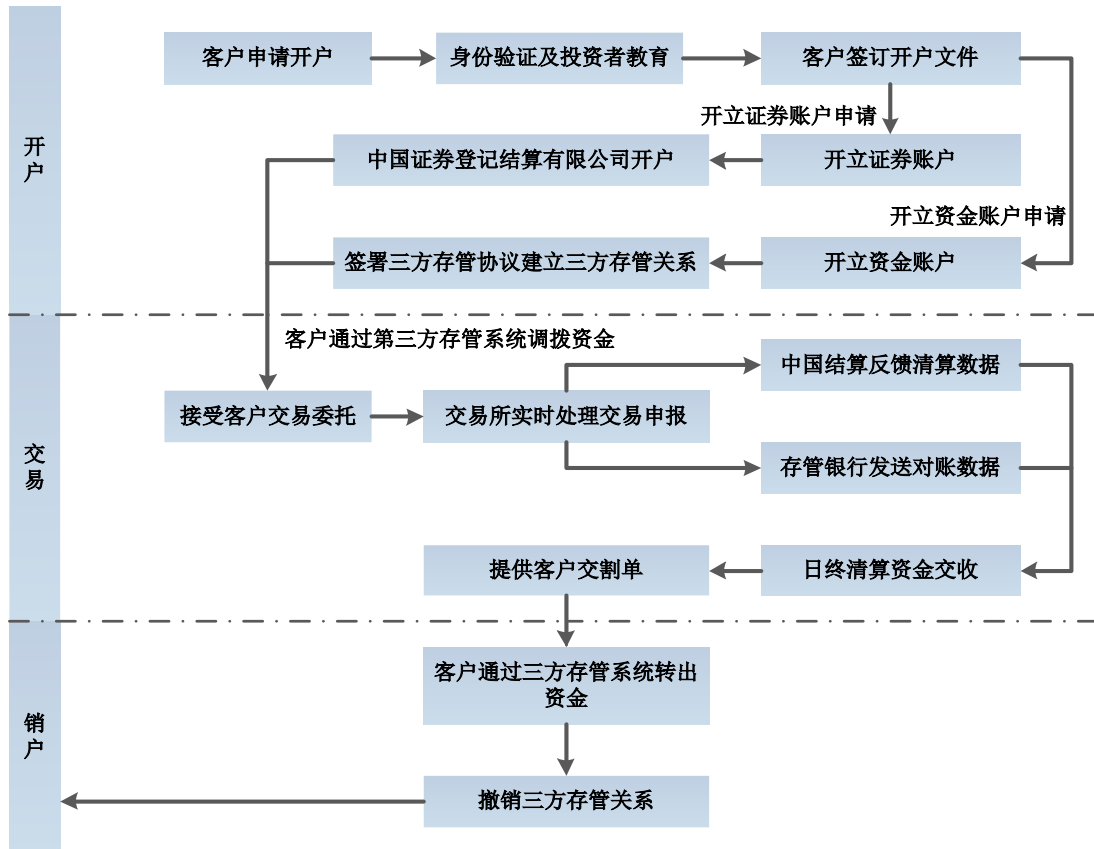 开
户
客户申请开户
身份验证及投资者教育
客户签订开户文件
开立证券账户申请
中国证券登记结算有限公司开户
开立证券账户
开立资金账户申请
签署三方存管协议建立三方存管关系
开立资金账户
交
易
客户通过第三方存管系统调拨资金
中国结算反馈清算数据
接受客户交易委托
交易所实时处理交易申报
存管银行发送对账数据
提供客户交割单
日终清算资金交收
销
户
客户通过三方存管系统转出
资金
撤销三方存管关系